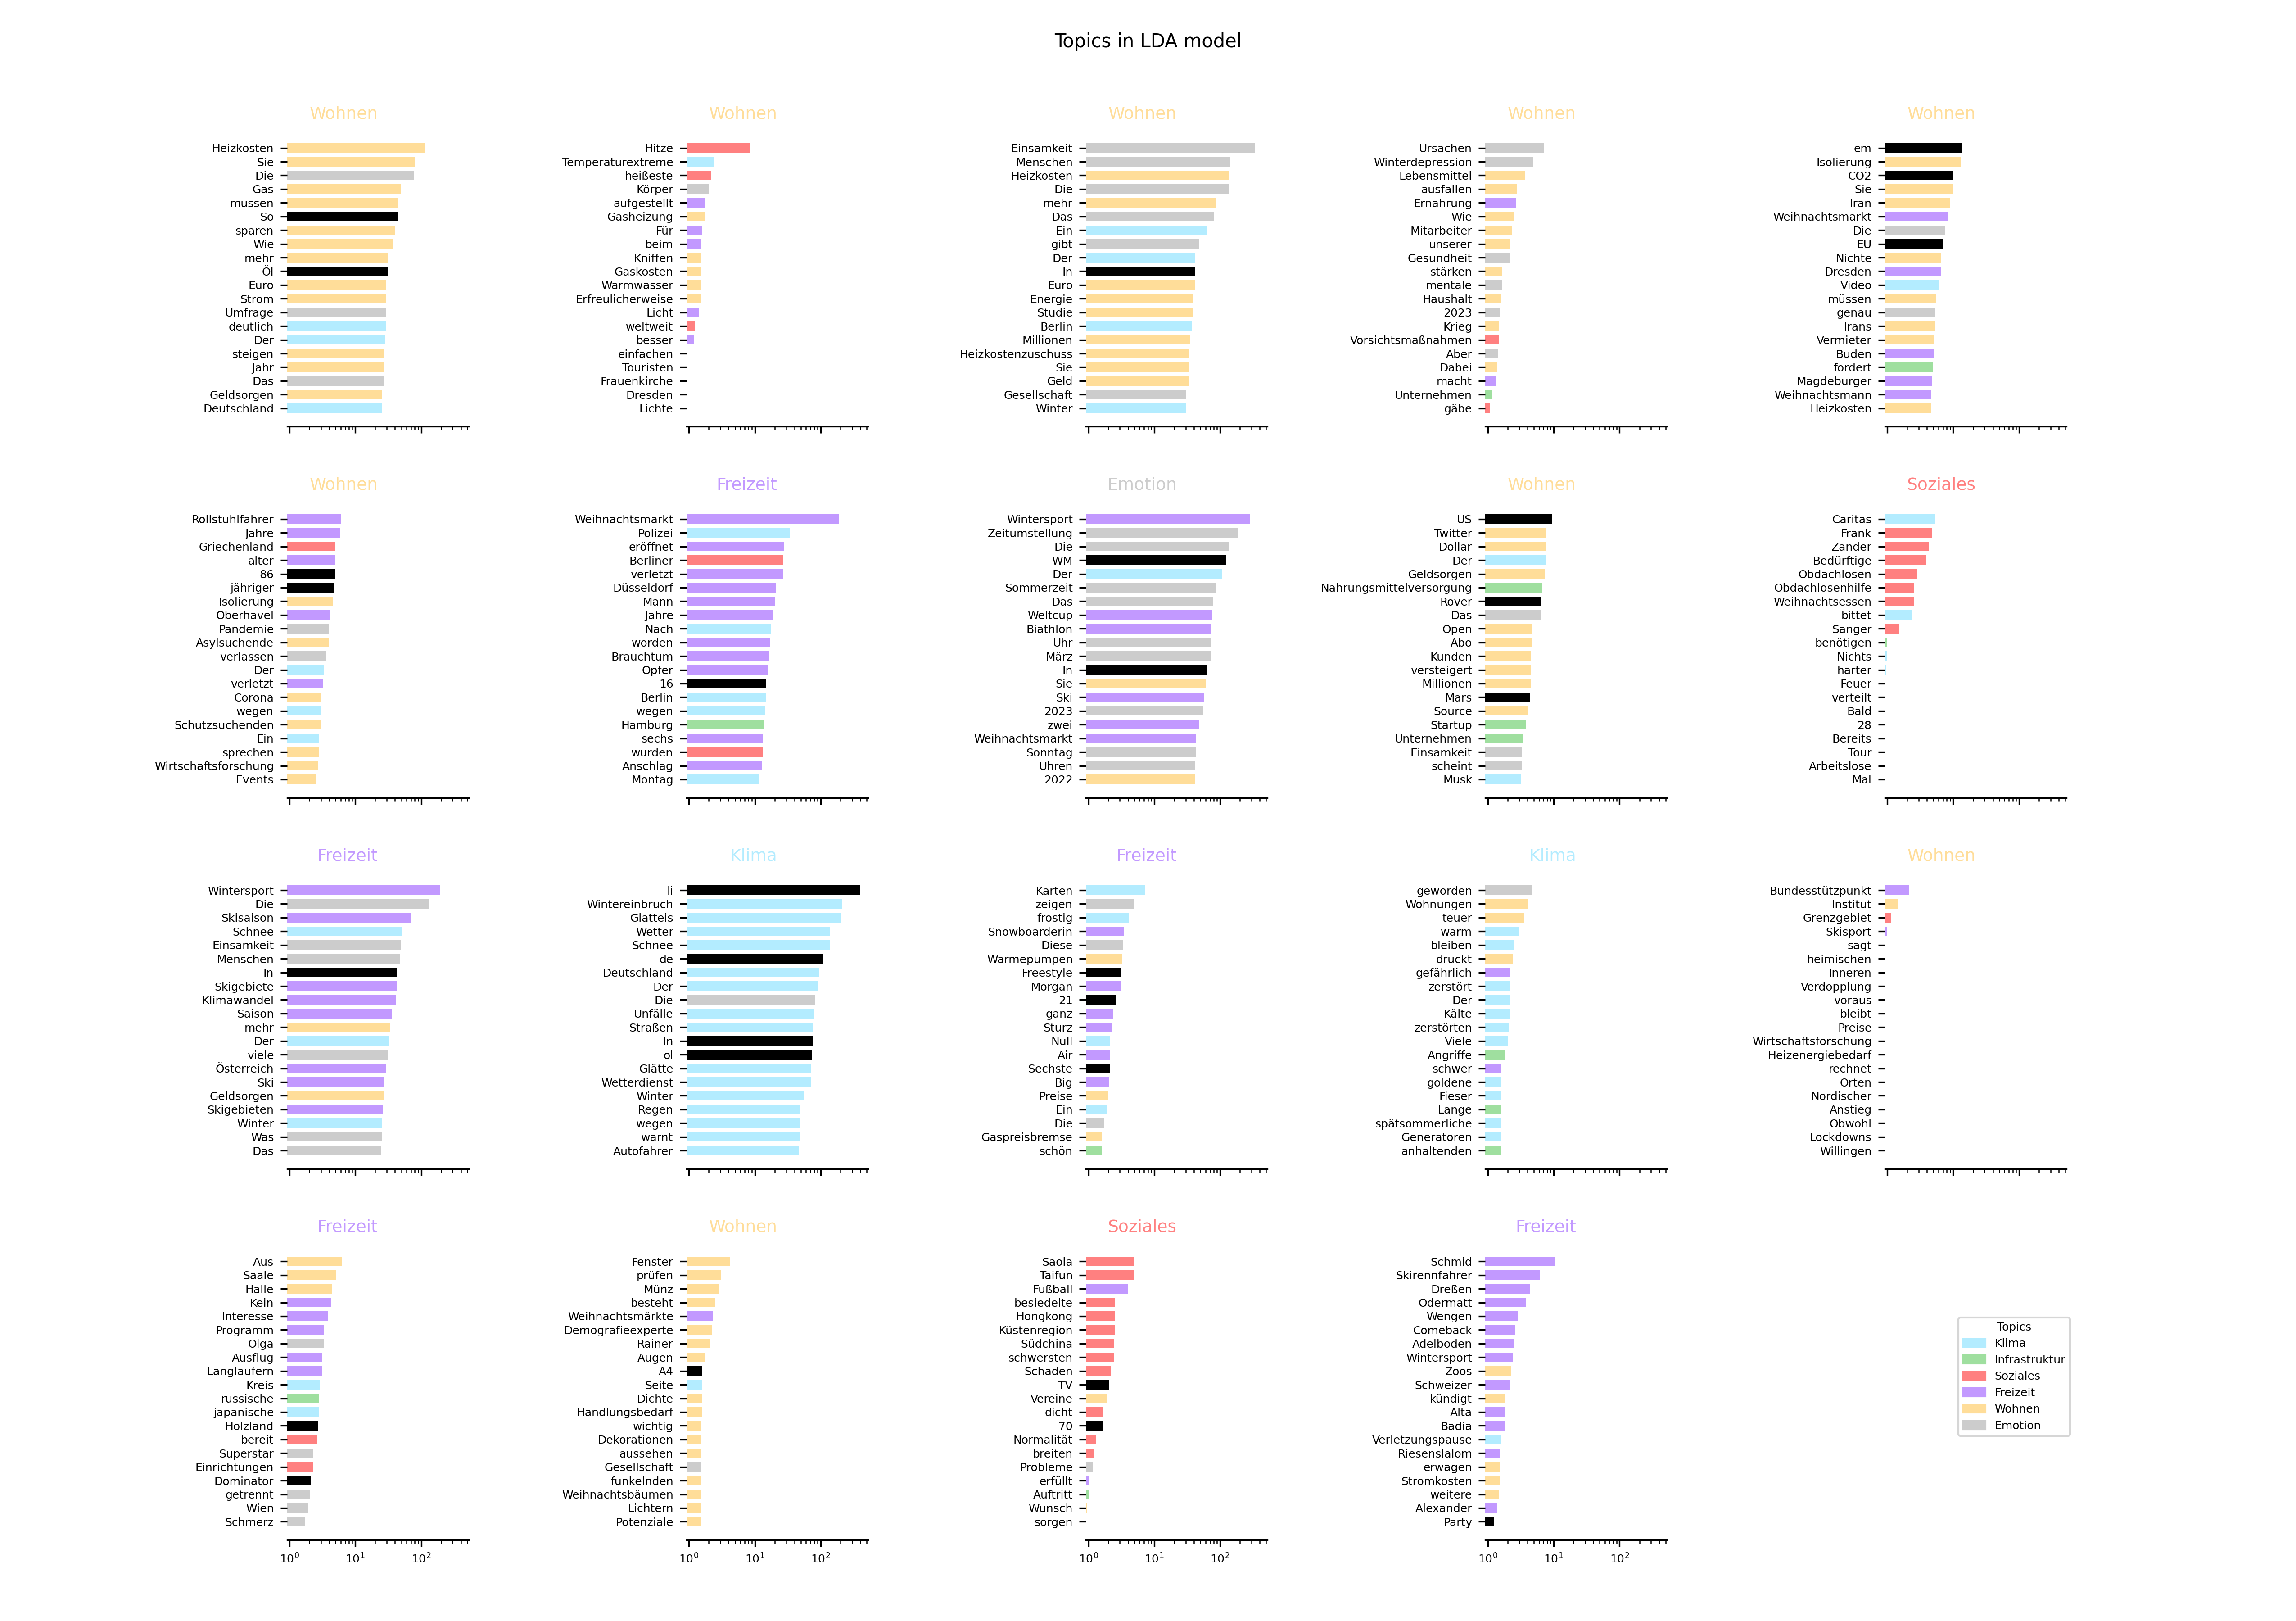 Topics in LDA model
Wohnen
Heizkosten
Sie
Die
Gas
müssen
So
sparen
Wie
mehr
Öl
Euro
Strom
Umfrage
deutlich
Der
steigen
Jahr
Das
Geldsorgen
Deutschland
Wohnen
Hitze
Temperaturextreme
heißeste
Körper
aufgestellt
Gasheizung
Für
beim
Kniffen
Gaskosten
Warmwasser
Erfreulicherweise
Licht
weltweit
besser
einfachen
Touristen
Frauenkirche
Dresden
Lichte
Wohnen
Einsamkeit
Menschen
Heizkosten
Die
mehr
Das
Ein
gibt
Der
In
Euro
Energie
Studie
Berlin
Millionen
Heizkostenzuschuss
Sie
Geld
Gesellschaft
Winter
Wohnen
Ursachen
Winterdepression
Lebensmittel
ausfallen
Ernährung
Wie
Mitarbeiter
unserer
Gesundheit
stärken
mentale
Haushalt
2023
Krieg
Vorsichtsmaßnahmen
Aber
Dabei
macht
Unternehmen
gäbe
Wohnen
em
Isolierung
CO2
Sie
Iran
Weihnachtsmarkt
Die
EU
Nichte
Dresden
Video
müssen
genau
Irans
Vermieter
Buden
fordert
Magdeburger
Weihnachtsmann
Heizkosten
Wohnen
Rollstuhlfahrer
Jahre
Griechenland
alter
86
jähriger
Isolierung
Oberhavel
Pandemie
Asylsuchende
verlassen
Der
verletzt
Corona
wegen
Schutzsuchenden
Ein
sprechen
Wirtschaftsforschung
Events
Freizeit
Weihnachtsmarkt
Polizei
eröffnet
Berliner
verletzt
Düsseldorf
Mann
Jahre
Nach
worden
Brauchtum
Opfer
16
Berlin
wegen
Hamburg
sechs
wurden
Anschlag
Montag
Emotion
Wintersport
Zeitumstellung
Die
WM
Der
Sommerzeit
Das
Weltcup
Biathlon
Uhr
März
In
Sie
Ski
2023
zwei
Weihnachtsmarkt
Sonntag
Uhren
2022
Wohnen
US
Twitter
Dollar
Der
Geldsorgen
Nahrungsmittelversorgung
Rover
Das
Open
Abo
Kunden
versteigert
Millionen
Mars
Source
Startup
Unternehmen
Einsamkeit
scheint
Musk
Soziales
Caritas
Frank
Zander
Bedürftige
Obdachlosen
Obdachlosenhilfe
Weihnachtsessen
bittet
Sänger
benötigen
Nichts
härter
Feuer
verteilt
Bald
28
Bereits
Tour
Arbeitslose
Mal
Freizeit
Wintersport
Die
Skisaison
Schnee
Einsamkeit
Menschen
In
Skigebiete
Klimawandel
Saison
mehr
Der
viele
Österreich
Ski
Geldsorgen
Skigebieten
Winter
Was
Das
Klima
li
Wintereinbruch
Glatteis
Wetter
Schnee
de
Deutschland
Der
Die
Unfälle
Straßen
In
ol
Glätte
Wetterdienst
Winter
Regen
wegen
warnt
Autofahrer
Freizeit
Karten
zeigen
frostig
Snowboarderin
Diese
Wärmepumpen
Freestyle
Morgan
21
ganz
Sturz
Null
Air
Sechste
Big
Preise
Ein
Die
Gaspreisbremse
schön
Klima
geworden
Wohnungen
teuer
warm
bleiben
drückt
gefährlich
zerstört
Der
Kälte
zerstörten
Viele
Angriffe
schwer
goldene
Fieser
Lange
spätsommerliche
Generatoren
anhaltenden
Wohnen
Bundesstützpunkt
Institut
Grenzgebiet
Skisport
sagt
heimischen
Inneren
Verdopplung
voraus
bleibt
Preise
Wirtschaftsforschung
Heizenergiebedarf
rechnet
Orten
Nordischer
Anstieg
Obwohl
Lockdowns
Willingen
Freizeit
Aus
Saale
Halle
Kein
Interesse
Programm
Olga
Ausflug
Langläufern
Kreis
russische
japanische
Holzland
bereit
Superstar
Einrichtungen
Dominator
getrennt
Wien
Schmerz
10⁰ 10¹ 10²
Wohnen
Fenster
prüfen
Münz
besteht
Weihnachtsmärkte
Demografieexperte
Rainer
Augen
A4
Seite
Dichte
Handlungsbedarf
wichtig
Dekorationen
aussehen
Gesellschaft
funkelnden
Weihnachtsbäumen
Lichtern
Potenziale
10⁰ 10¹ 10²
Soziales
Saola
Taifun
Fußball
besiedelte
Hongkong
Küstenregion
Südchina
schwersten
Schäden
TV
Vereine
dicht
70
Normalität
breiten
Probleme
erfüllt
Auftritt
Wunsch
sorgen
10⁰ 10¹ 10²
Freizeit
Schmid
Skirennfahrer
Dreßen
Odermatt
Wengen
Comeback
Adelboden
Wintersport
Zoos
Schweizer
kündigt
Alta
Badia
Verletzungspause
Riesenslalom
erwägen
Stromkosten
weitere
Alexander
Party
10⁰ 10¹ 10²
Topics
Klima
Infrastruktur
Soziales
Freizeit
Wohnen
Emotion